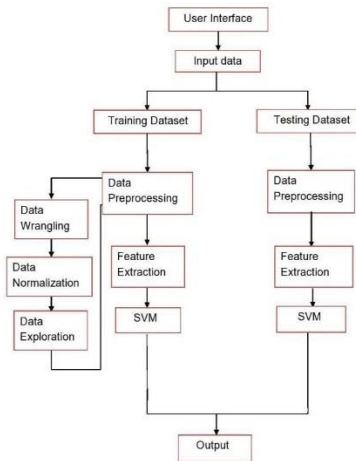 User Interface
Input data
Training Dataset
Testing Dataset
Data
Preprocessing
Data
Preprocessing
Data
Wrangling
Feature
Extraction
Feature
Extraction
Data
Normalization
SVM
SVM
Data
Exploration
Output